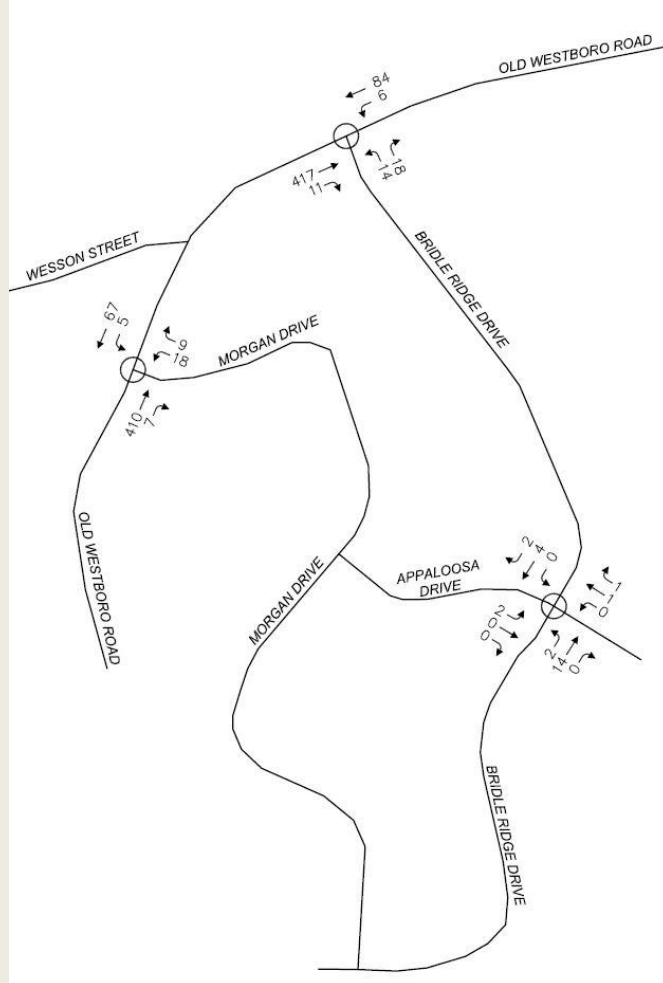 OLD WESTBORO ROAD
84
6
417
11
14
18
WESSON STREET
BRIDLE RIDGE DRIVE
67
5
9
18
MORGAN DRIVE
410
7
OLD WESTBORO ROAD
2
4
0
APPALOOSA
DRIVE
1
1
0
MORGAN DRIVE
2
0
0
2
14
0
BRIDLE RIDGE DRIVE